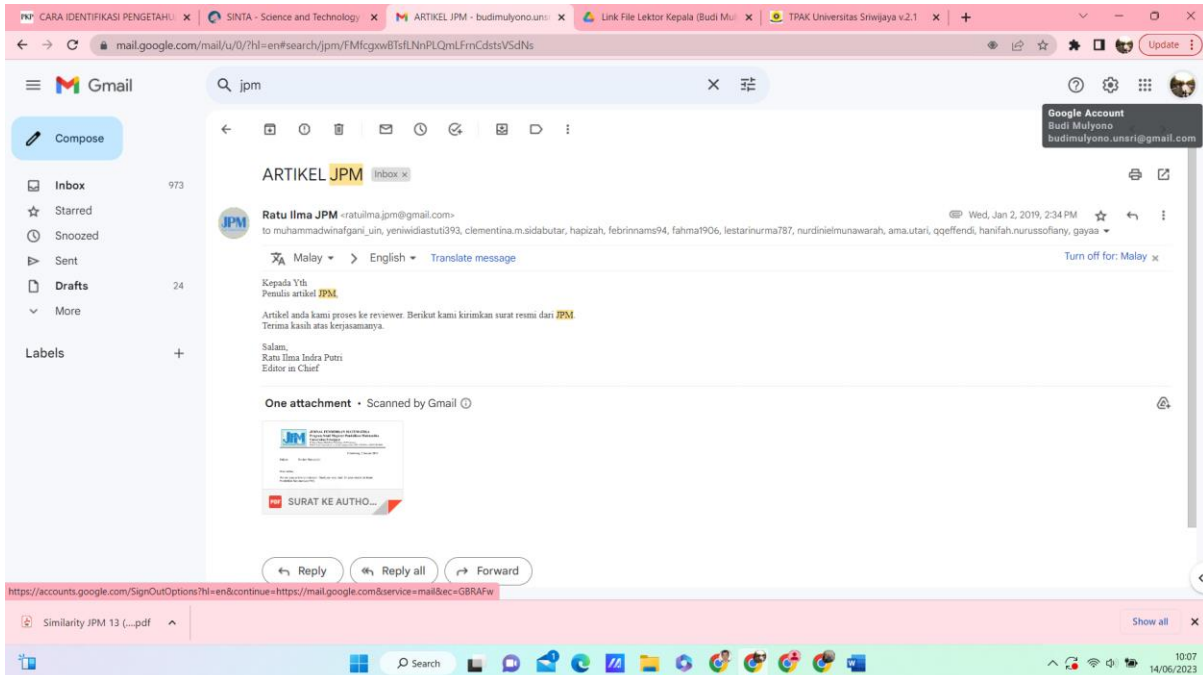 PKP CARA IDENTIFIKASI PENGETAHU
SINTA - Science and Technology
ARTIKEL JPM - budimulyono.unsr
Link File Lektor Kepala (Budi Mul
TPAK Universitas Sriwijaya v.2.1
mail.google.com/mail/u/0/?hl=en#search/jpm/FMfcgxwBTsfLNnPLQmLFrnCdstsVSdNs
Update
Gmail
jpm
Google Account
Budi Mulyono
budimulyono.unsri@gmail.com
Compose
Inbox 973
Starred
Snoozed
Sent
Drafts 24
More
Labels
ARTIKEL JPM Inbox x
JPM
Ratu Ilma JPM <ratuilma.jpm@gmail.com>
Wed, Jan 2, 2019, 2:34 PM
to muhammadwinafgani_uin, yeniwidiastuti393, clementina.m.sidabutar, hapizah, febrinnams94, fahma1906, lestarinurma787, nurdinielmunawarah, ama.utari, qqeffendi, hanifah.nurussofiany, gayaa
Malay > English Translate message
Turn off for: Malay x
Kepada Yth
Penulis artikel JPM,
Artikel anda kami proses ke reviewer. Berikut kami kirimkan surat resmi dari JPM.
Terima kasih atas kerjasamanya.
Salam,
Ratu Ilma Indra Putri
Editor in Chief
One attachment • Scanned by Gmail
JPM
PDF SURAT KE AUTHO...
Reply
Reply all
Forward
https://accounts.google.com/SignOutOptions?hl=en&continue=https://mail.google.com&service=mail&ec=GBRAFw
Similarity JPM 13 (....pdf
Show all
Search
10:07
14/06/2023